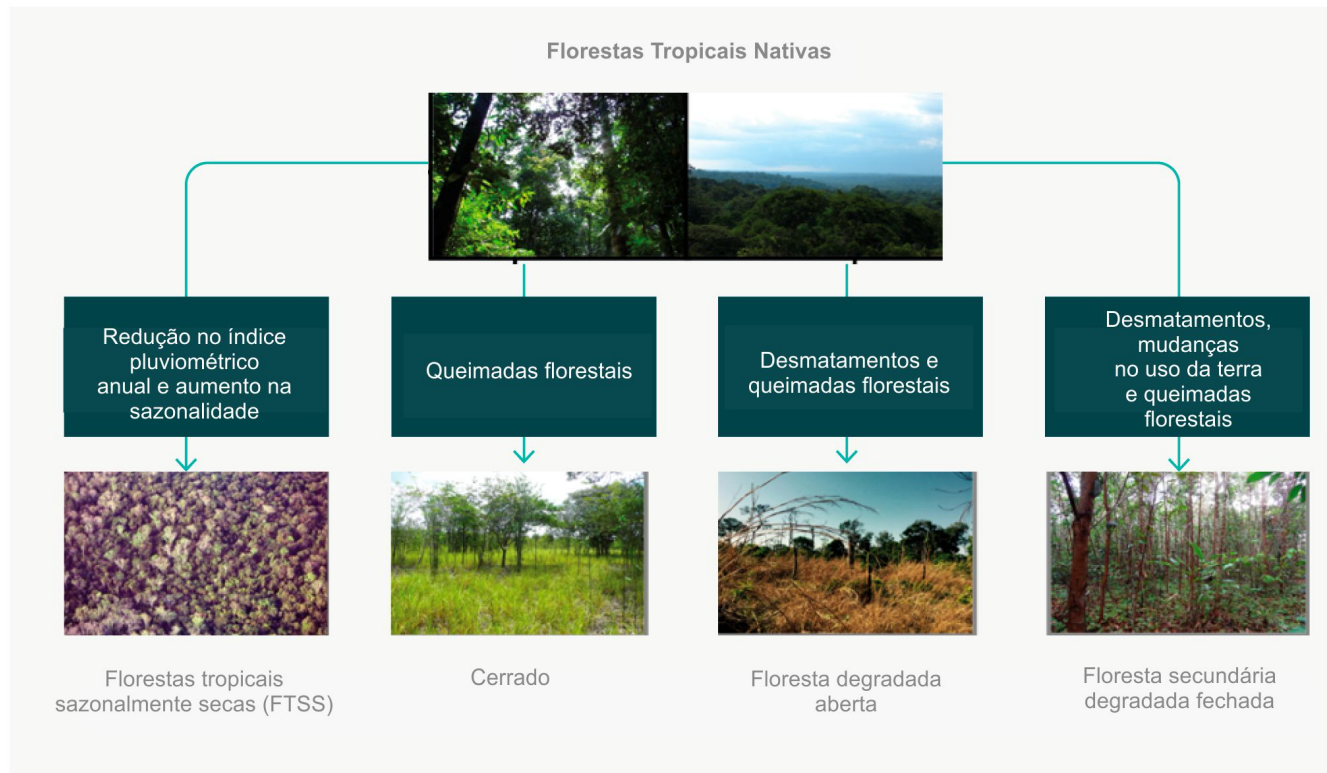 Florestas Tropicais Nativas
Redução no índice
pluviométrico
anual e aumento na
sazonalidade
Queimadas florestais
Desmatamentos e
queimadas florestais
Desmatamentos,
mudanças
no uso da terra
e queimadas
florestais
Florestas tropicais
sazonalmente secas (FTSS)
Cerrado
Floresta degradada
aberta
Floresta secundária
degradada fechada